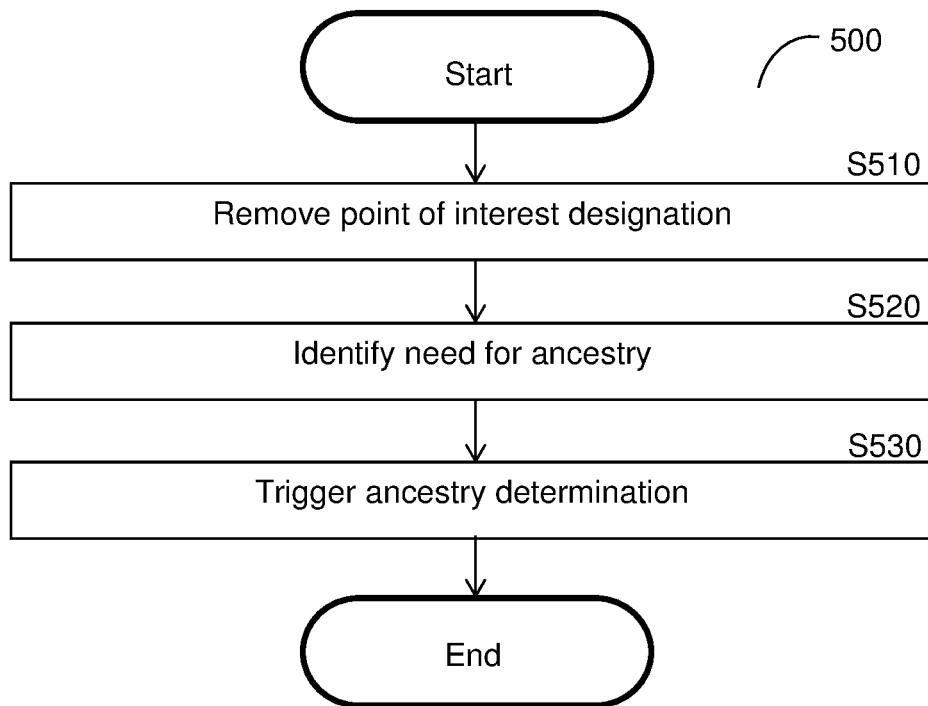 Start
500
S510
Remove point of interest designation
S520
Identify need for ancestry
S530
Trigger ancestry determination
End